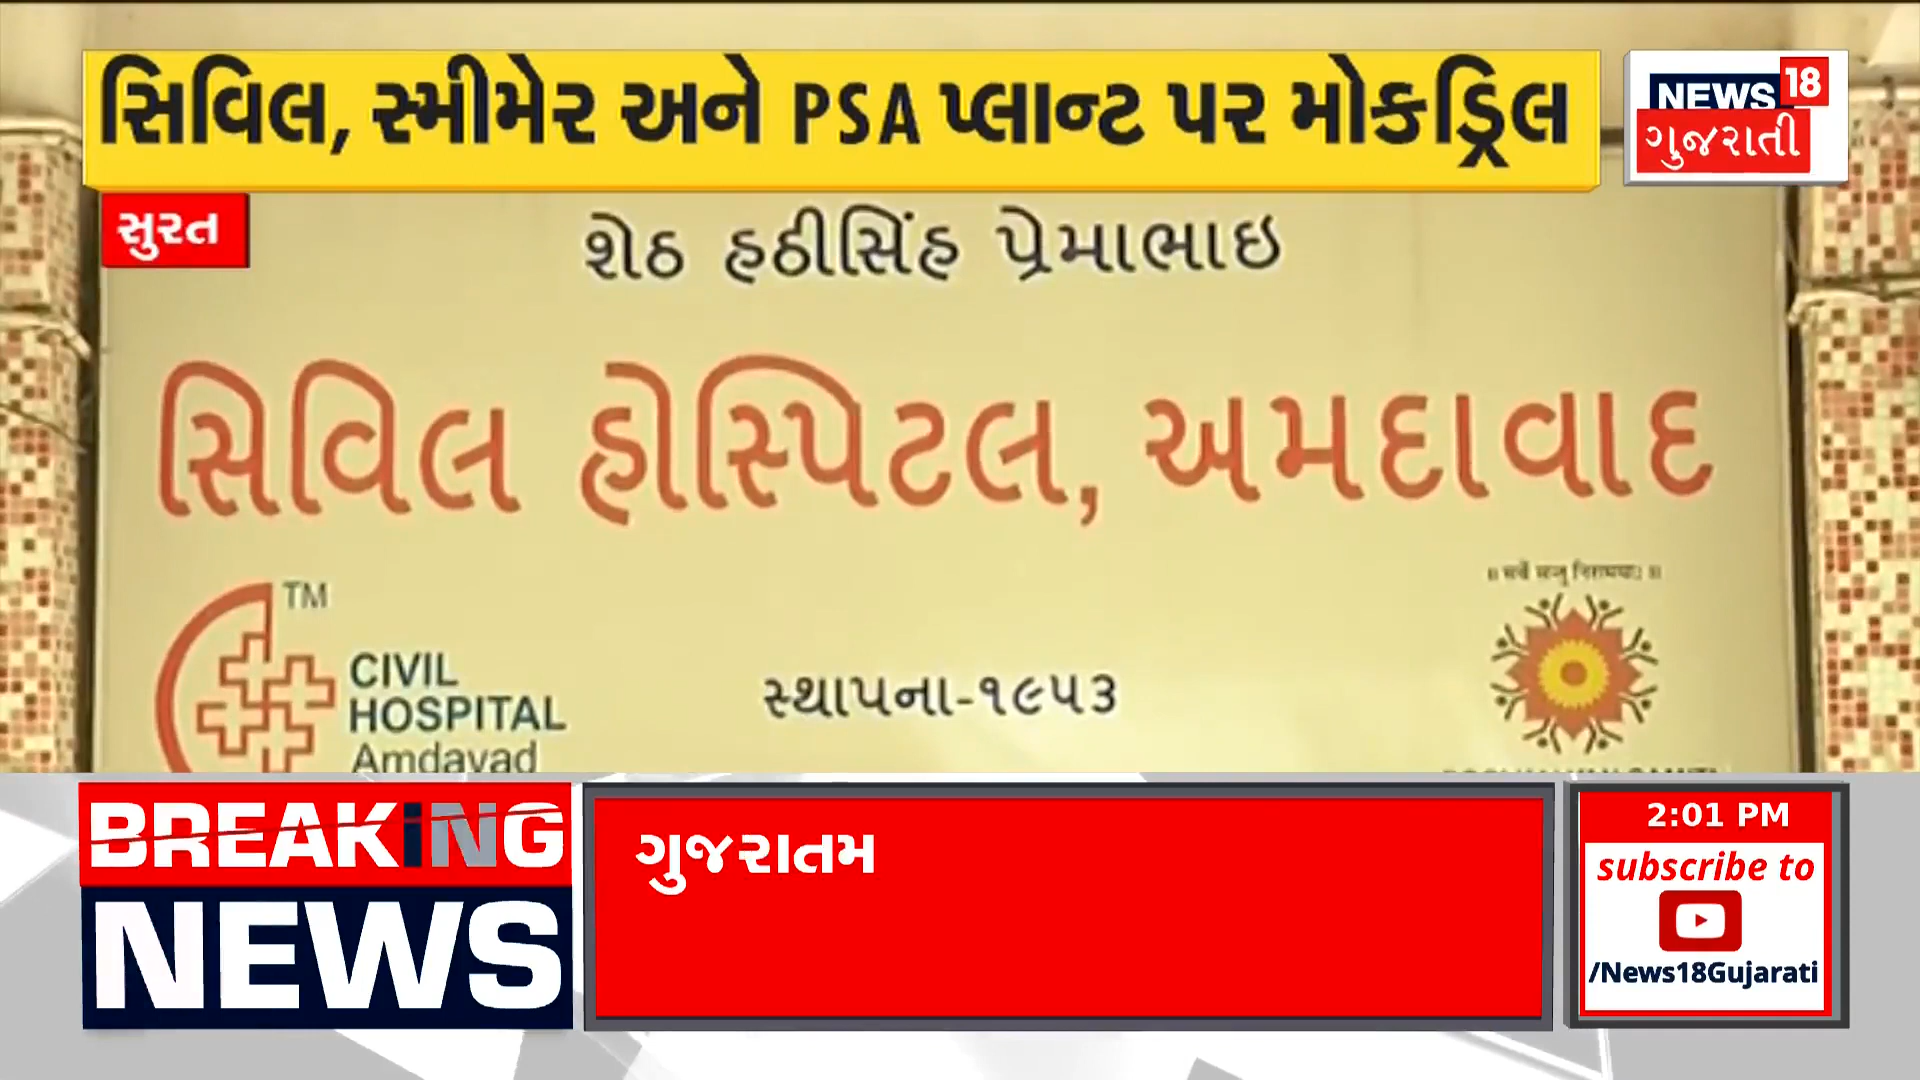 સિવિલ, સ્મીમેર અને PSA પ્લાન્ટ પર મોકડ્રિલ
NEWS 18
ગુજરાતી
સુરત
શેઠ હઠીસિંહ પ્રેમાભાઇ
સિવિલ હોસ્પિટલ, અમદાવાદ
TM
CIVIL
HOSPITAL
Amdavad
સ્થાપના-૧૯૫૩
BREAKING
NEWS
ગુજરાતમ
2:01 PM
subscribe to
/News18Gujarati